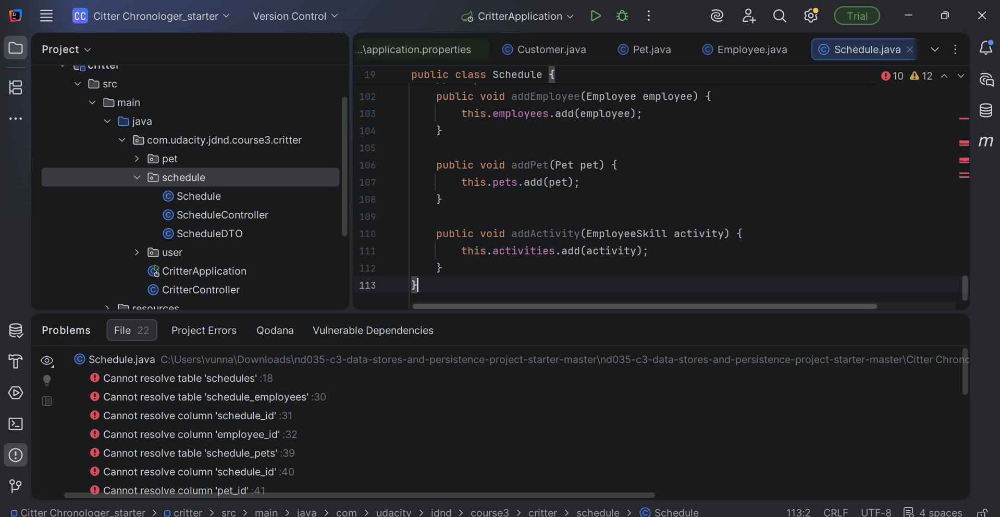 CC Citter Chronologer_starter Version Control CritterApplication Trial
Project
critter
src
main
java
com.udacity.jdnd.course3.critter
pet
schedule
Schedule
ScheduleController
ScheduleDTO
user
CritterApplication
CritterController
resources
...\application.properties Customer.java Pet.java Employee.java Schedule.java
19 public class Schedule {
10 12
102 public void addEmployee(Employee employee) {
103 this.employees.add(employee);
104 }
105
106 public void addPet(Pet pet) {
107 this.pets.add(pet);
108 }
109
110 public void addActivity(EmployeeSkill activity) {
111 this.activities.add(activity);
112 }
113 }
m
Problems File 22 Project Errors Qodana Vulnerable Dependencies
Schedule.java C:\Users\vunna\Downloads\nd035-c3-data-stores-and-persistence-project-starter-master\nd035-c3-data-stores-and-persistence-project-starter-master\Citter Chrono
Cannot resolve table 'schedules' :18
Cannot resolve table 'schedule_employees' :30
Cannot resolve column 'schedule_id' :31
Cannot resolve column 'employee_id' :32
Cannot resolve table 'schedule_pets' :39
Cannot resolve column 'schedule_id' :40
Cannot resolve column 'pet_id' :41
Citter Chronologer_starter > critter > src > main > java > com > udacity > jdnd > course3 > critter > schedule > Schedule 113:2 CRLF UTF-8 4 spaces